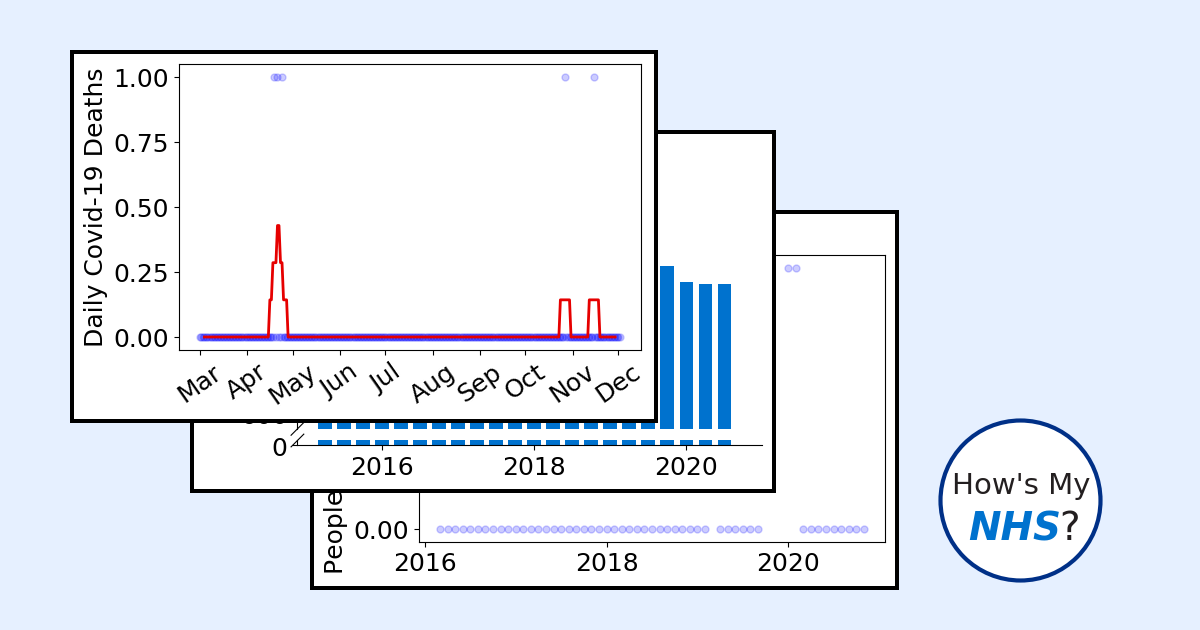 Daily Covid-19 Deaths
1.00
0.75
0.50
0.25
0.00
Mar Apr May Jun Jul Aug Sep Oct Nov Dec
0
2016 2018 2020
People
0.00
2016 2018 2020
How's My
NHS?